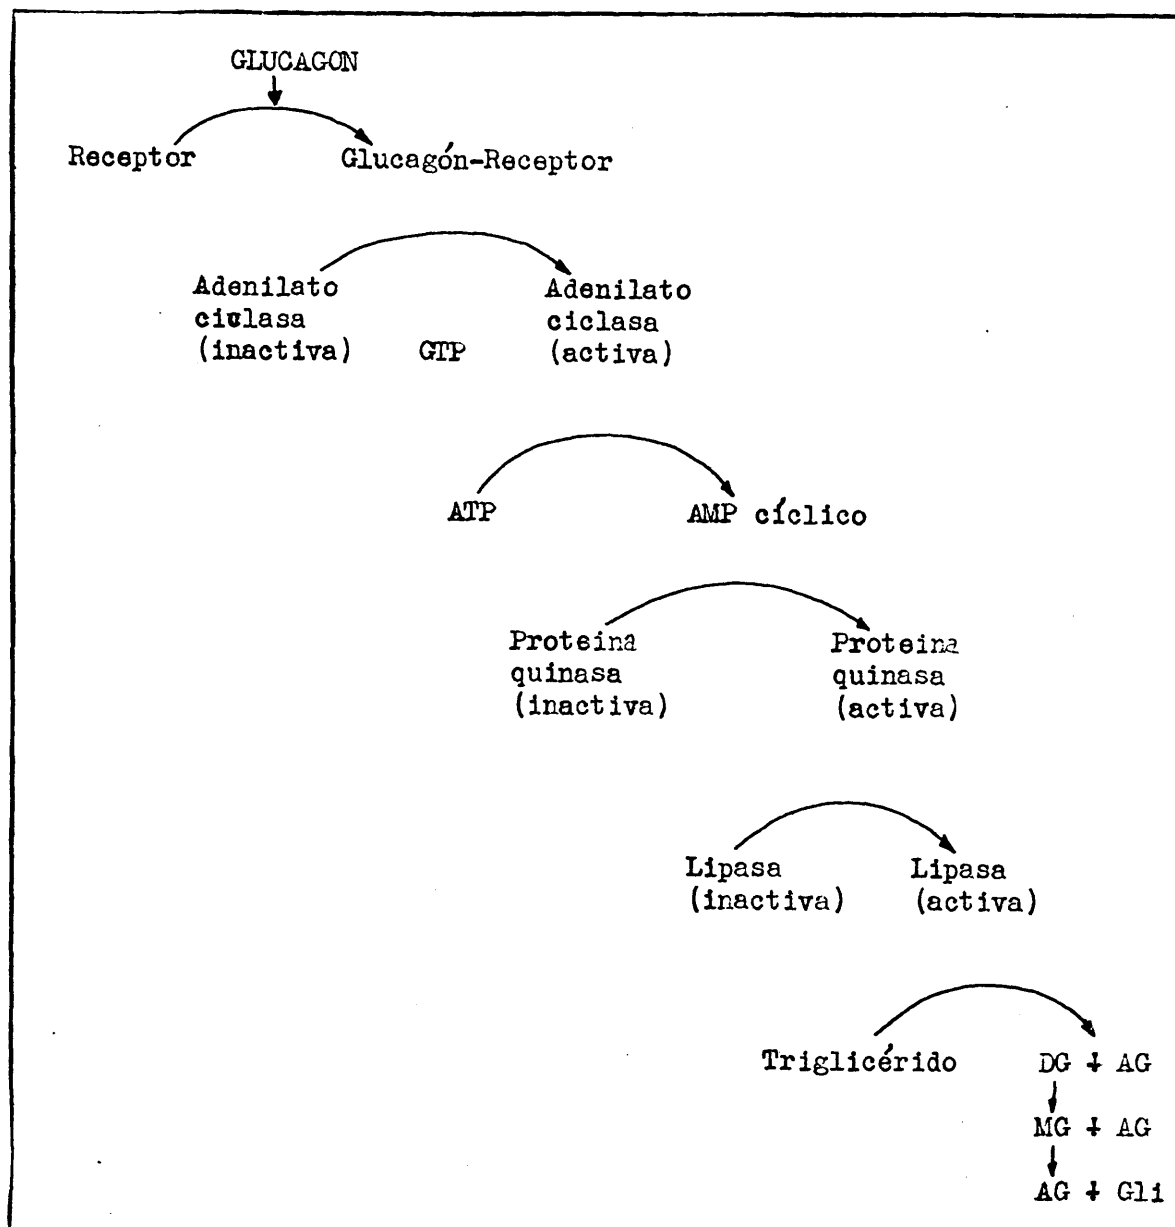 GLUCAGON
Receptor Glucagón-Receptor
Adenilato Adenilato
ciclasa ciclasa
(inactiva) GTP (activa)
ATP AMP cíclico
Proteina Proteina
quinasa quinasa
(inactiva) (activa)
Lipasa Lipasa
(inactiva) (activa)
Triglicérido DG + AG
MG + AG
AG + Gli